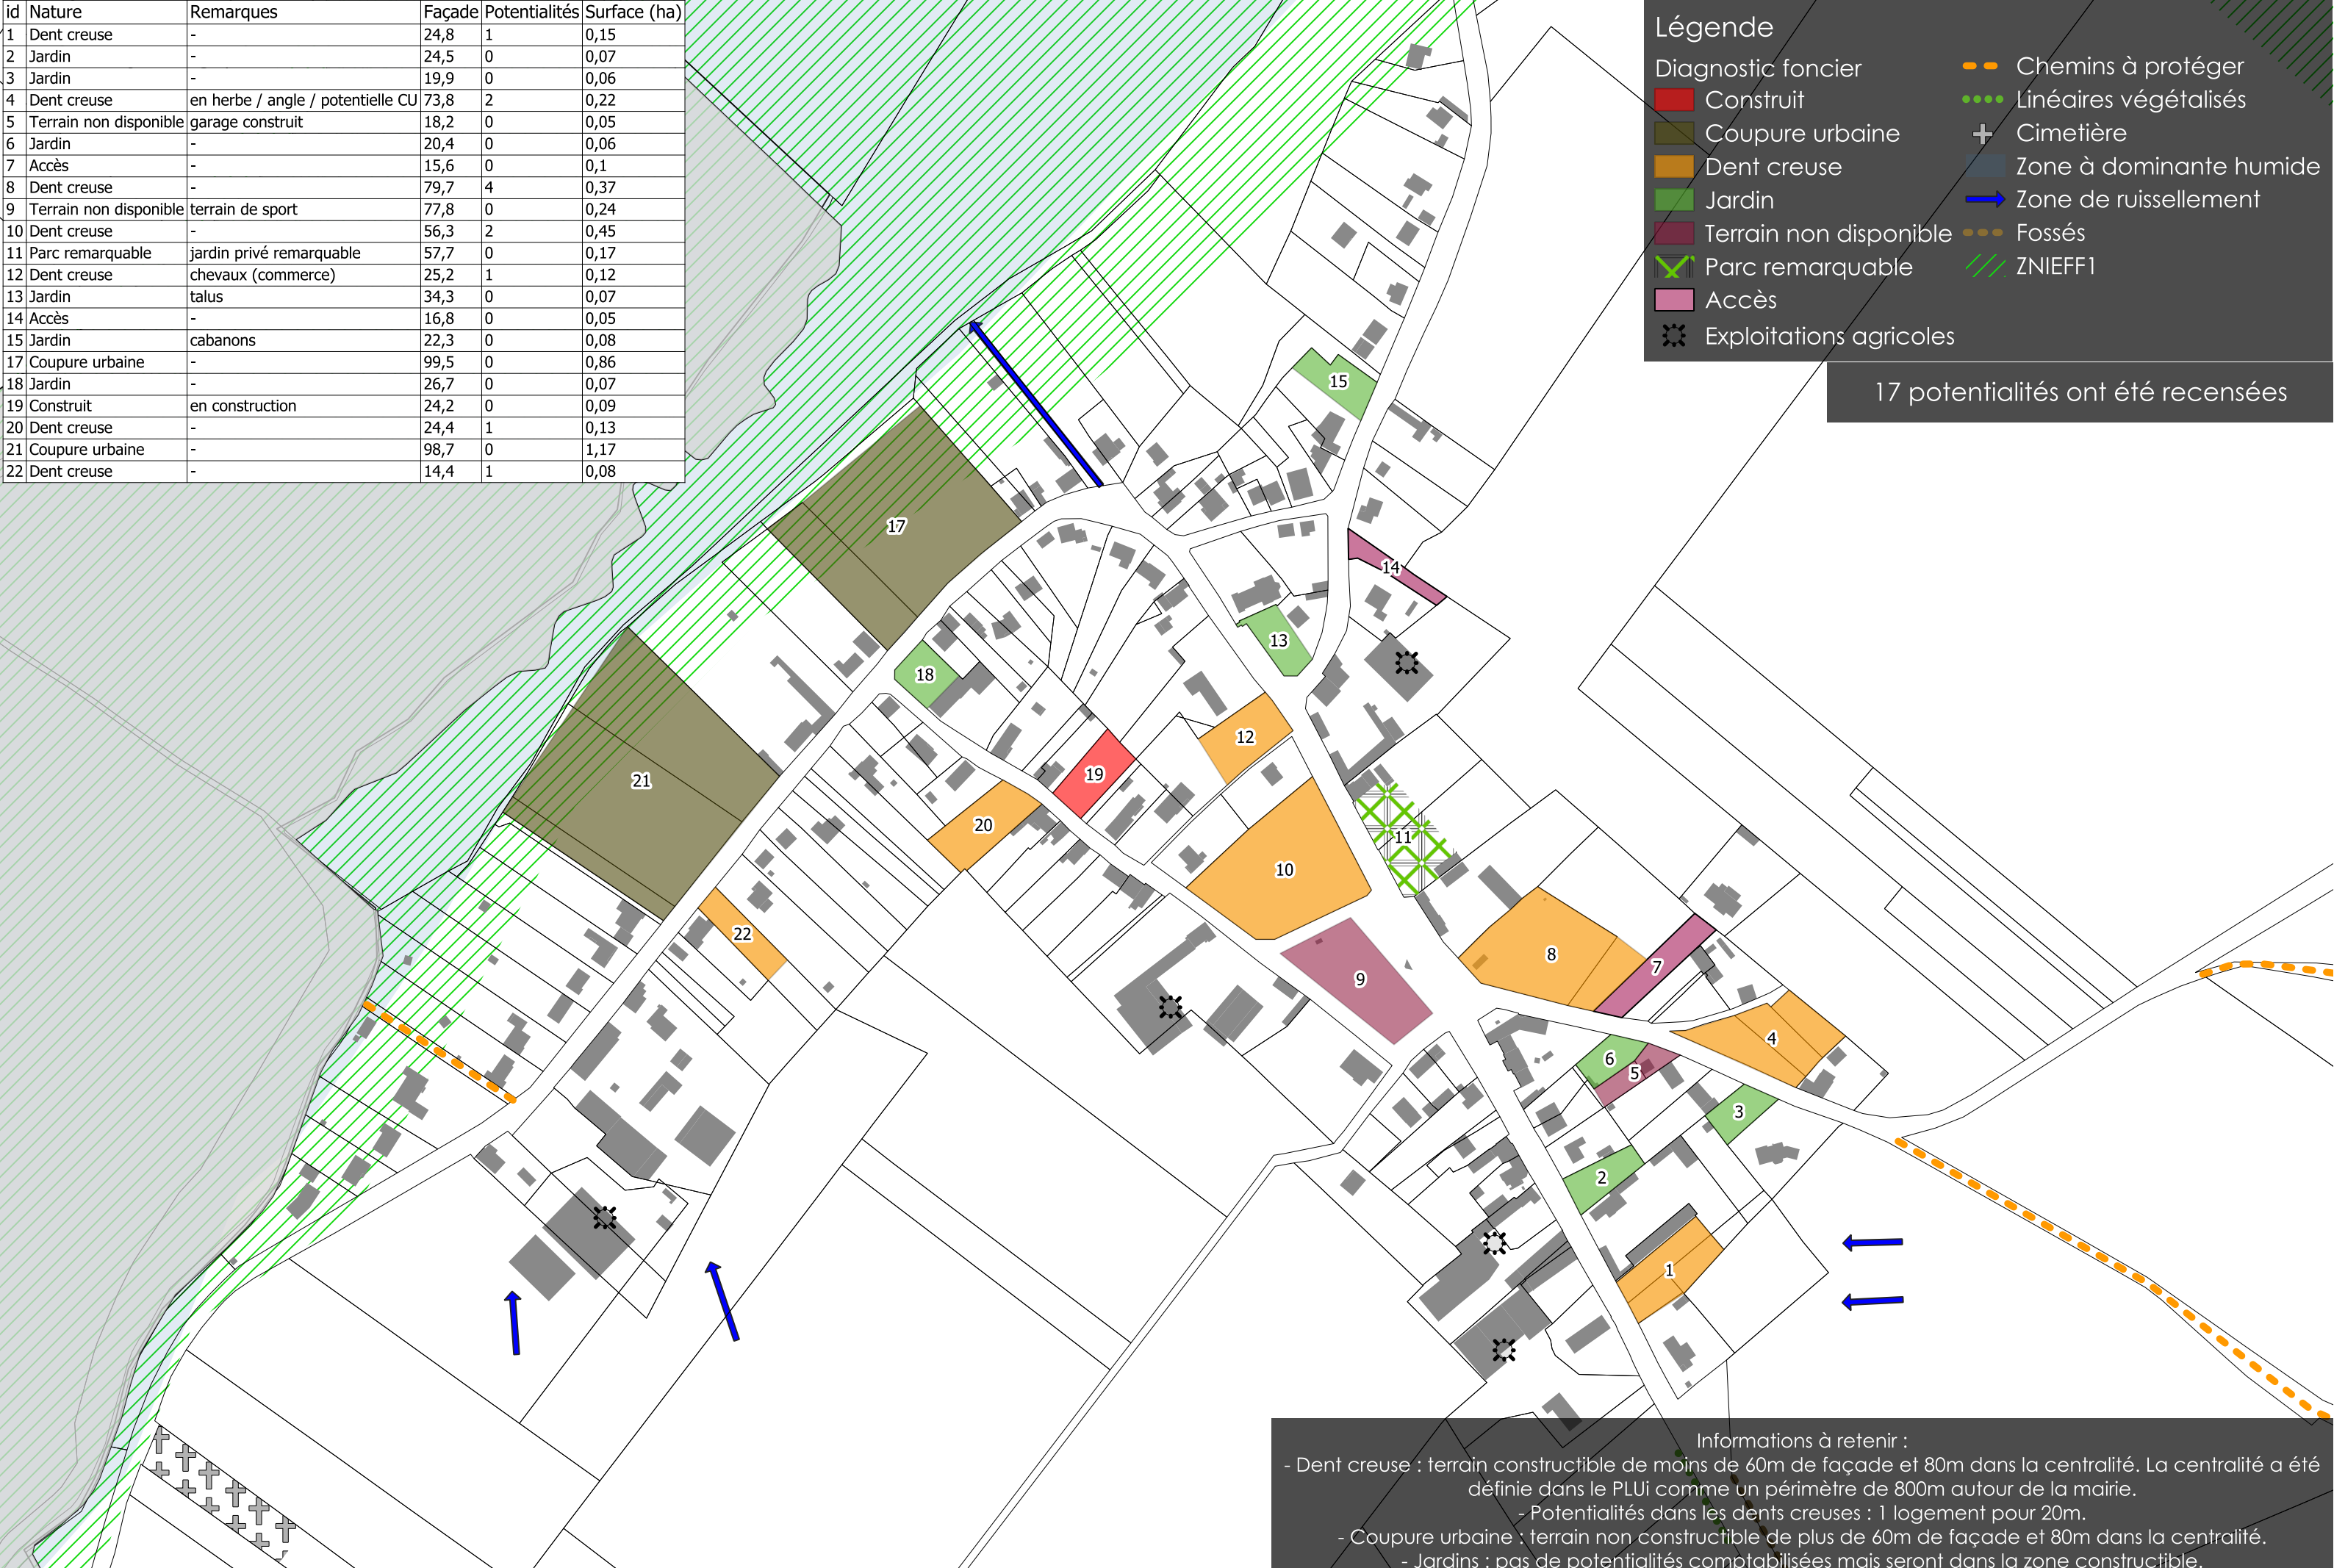 id Nature Remarques Façade Potentialités Surface (ha)
1 Dent creuse - 24,8 1 0,15
2 Jardin - 24,5 0 0,07
3 Jardin - 19,9 0 0,06
4 Dent creuse en herbe / angle / potentielle CU 73,8 2 0,22
5 Terrain non disponible garage construit 18,2 0 0,05
6 Jardin - 20,4 0 0,06
7 Accès - 15,6 0 0,1
8 Dent creuse - 79,7 4 0,37
9 Terrain non disponible terrain de sport 77,8 0 0,24
10 Dent creuse - 56,3 2 0,45
11 Parc remarquable jardin privé remarquable 57,7 0 0,17
12 Dent creuse chevaux (commerce) 25,2 1 0,12
13 Jardin talus 34,3 0 0,07
14 Accès - 16,8 0 0,05
15 Jardin cabanons 22,3 0 0,08
17 Coupure urbaine - 99,5 0 0,86
18 Jardin - 26,7 0 0,07
19 Construit en construction 24,2 0 0,09
20 Dent creuse - 24,4 1 0,13
21 Coupure urbaine - 98,7 0 1,17
22 Dent creuse - 14,4 1 0,08
Légende
Diagnostic foncier
Construit
Coupure urbaine
Dent creuse
Jardin
Terrain non disponible
Parc remarquable
Accès
Exploitations agricoles
Chemins à protéger
Linéaires végétalisés
Cimetière
Zone à dominante humide
Zone de ruissellement
Fossés
ZNIEFF1
17 potentialités ont été recensées
15
17
14
13
18
12
19
21
20
11
10
22
8
7
9
4
6
5
3
2
1
Informations à retenir :
- Dent creuse : terrain constructible de moins de 60m de façade et 80m dans la centralité. La centralité a été
définie dans le PLUi comme un périmètre de 800m autour de la mairie.
- Potentialités dans les dents creuses : 1 logement pour 20m.
- Coupure urbaine : terrain non constructible de plus de 60m de façade et 80m dans la centralité.
- Jardins : pas de potentialités comptabilisées mais seront dans la zone constructible.